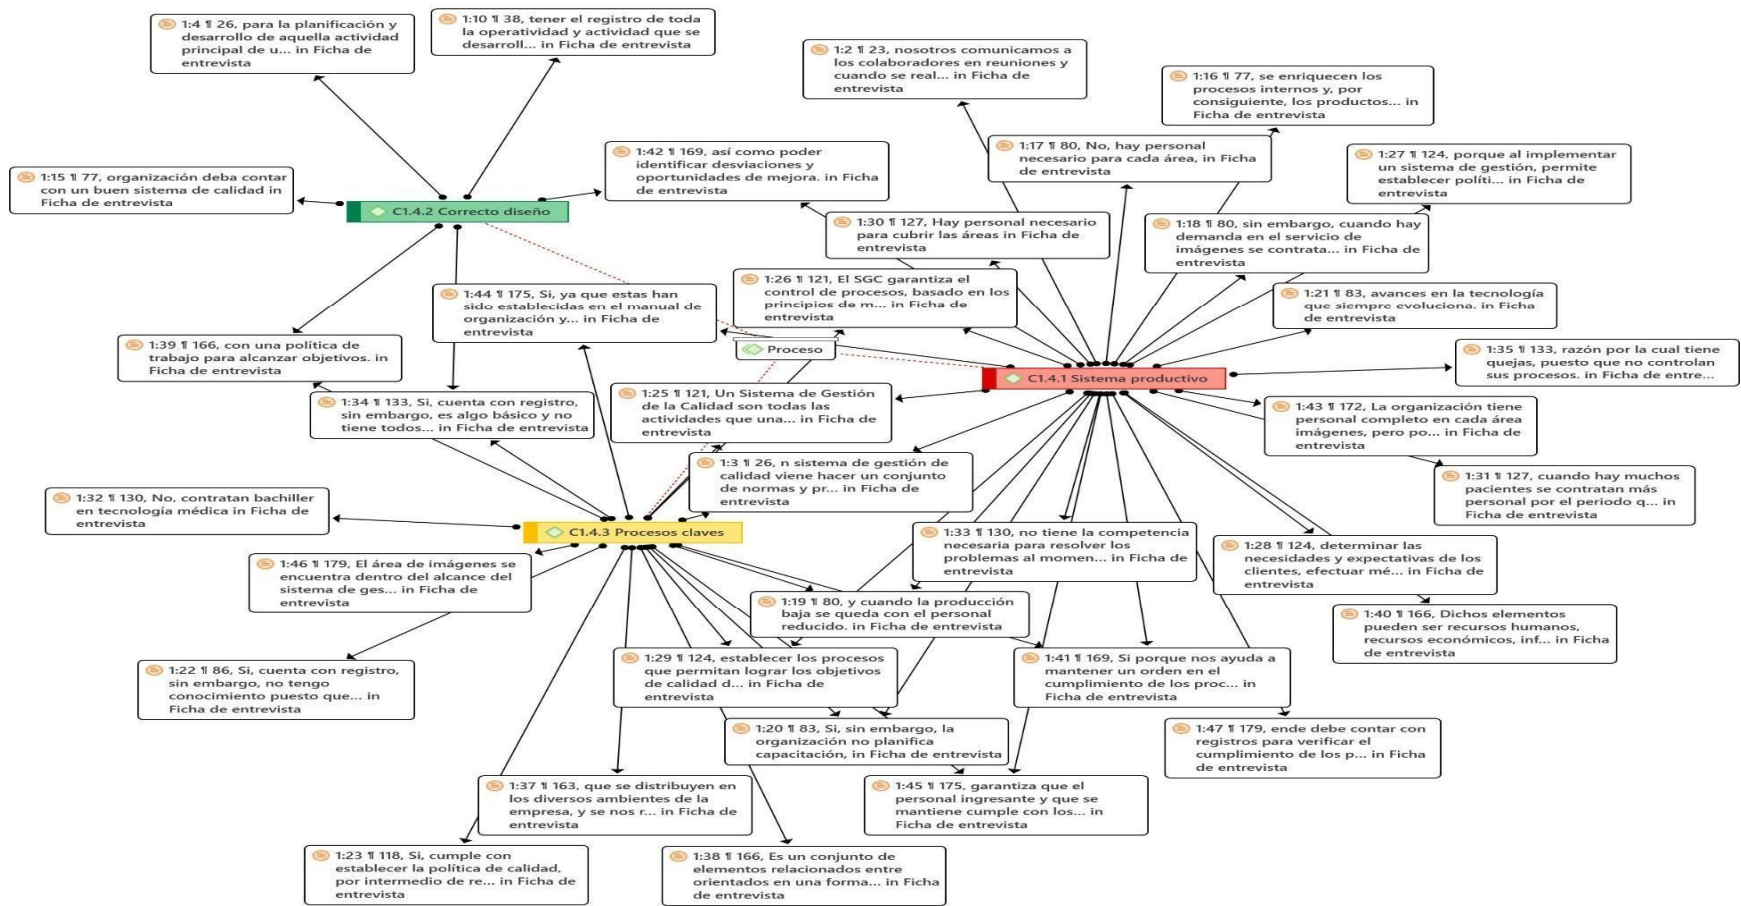 1:4 ¶ 26, para la planificación y
desarrollo de aquella actividad
principal de u... in Ficha de
entrevista
1:10 ¶ 38, tener el registro de toda
la operatividad y actividad que se
desarroll... in Ficha de entrevista
1:2 ¶ 23, nosotros comunicamos a
los colaboradores en reuniones y
cuando se real... in Ficha de
entrevista
1:16 ¶ 77, se enriquecen los
procesos internos y, por
consiguiente, los productos... in
Ficha de entrevista
1:15 ¶ 77, organización deba contar
con un buen sistema de calidad in
Ficha de entrevista
1:42 ¶ 169, así como poder
identificar desviaciones y
oportunidades de mejora. in Ficha
de entrevista
1:17 ¶ 80, No, hay personal
necesario para cada área, in Ficha
de entrevista
1:27 ¶ 124, porque al implementar
un sistema de gestión, permite
establecer políti... in Ficha de
entrevista
C1.4.2 Correcto diseño
1:30 ¶ 127, Hay personal necesario
para cubrir las áreas in Ficha de
entrevista
1:18 ¶ 80, sin embargo, cuando hay
demanda en el servicio de
imágenes se contrata... in Ficha de
entrevista
1:44 ¶ 175, Si, ya que estas han
sido establecidas en el manual de
organización y... in Ficha de
entrevista
1:26 ¶ 121, El SGC garantiza el
control de procesos, basado en los
principios de m... in Ficha de
entrevista
1:21 ¶ 83, avances en la tecnología
que siempre evoluciona. in Ficha
de entrevista
1:39 ¶ 166, con una política de
trabajo para alcanzar objetivos. in
Ficha de entrevista
Proceso
1:35 ¶ 133, razón por la cual tiene
quejas, puesto que no controlan
sus procesos. in Ficha de entre...
C1.4.1 Sistema productivo
1:34 ¶ 133, Si, cuenta con registro,
sin embargo, es algo básico y no
tiene todos... in Ficha de entrevista
1:25 ¶ 121, Un Sistema de Gestión
de la Calidad son todas las
actividades que una... in Ficha de
entrevista
1:43 ¶ 172, La organización tiene
personal completo en cada área
imágenes, pero po... in Ficha de
entrevista
1:3 ¶ 26, n sistema de gestión de
calidad viene hacer un conjunto
de normas y pr... in Ficha de
entrevista
1:31 ¶ 127, cuando hay muchos
pacientes se contratan más
personal por el periodo q... in
Ficha de entrevista
1:32 ¶ 130, No, contratan bachiller
en tecnología médica in Ficha de
entrevista
C1.4.3 Procesos claves
1:33 ¶ 130, no tiene la competencia
necesaria para resolver los
problemas al momen... in Ficha de
entrevista
1:28 ¶ 124, determinar las
necesidades y expectativas de los
clientes, efectuar mé... in Ficha de
entrevista
1:46 ¶ 179, El área de imágenes se
encuentra dentro del alcance del
sistema de ges... in Ficha de
entrevista
1:19 ¶ 80, y cuando la producción
baja se queda con el personal
reducido. in Ficha de entrevista
1:40 ¶ 166, Dichos elementos
pueden ser recursos humanos,
recursos económicos, inf... in Ficha
de entrevista
1:22 ¶ 86, Si, cuenta con registro,
sin embargo, no tengo
conocimiento puesto que... in
Ficha de entrevista
1:29 ¶ 124, establecer los procesos
que permitan lograr los objetivos
de calidad d... in Ficha de
entrevista
1:41 ¶ 169, Si porque nos ayuda a
mantener un orden en el
cumplimiento de los proc... in
Ficha de entrevista
1:20 ¶ 83, Si, sin embargo, la
organización no planifica
capacitación, in Ficha de entrevista
1:47 ¶ 179, ende debe contar con
registros para verificar el
cumplimiento de los p... in Ficha
de entrevista
1:37 ¶ 163, que se distribuyen en
los diversos ambientes de la
empresa, y se nos r... in Ficha de
entrevista
1:45 ¶ 175, garantiza que el
personal ingresante y que se
mantiene cumple con los... in
Ficha de entrevista
1:23 ¶ 118, Si, cumple con
establecer la política de calidad,
por intermedio de re... in Ficha de
entrevista
1:38 ¶ 166, Es un conjunto de
elementos relacionados entre
orientados en una forma... in Ficha
de entrevista